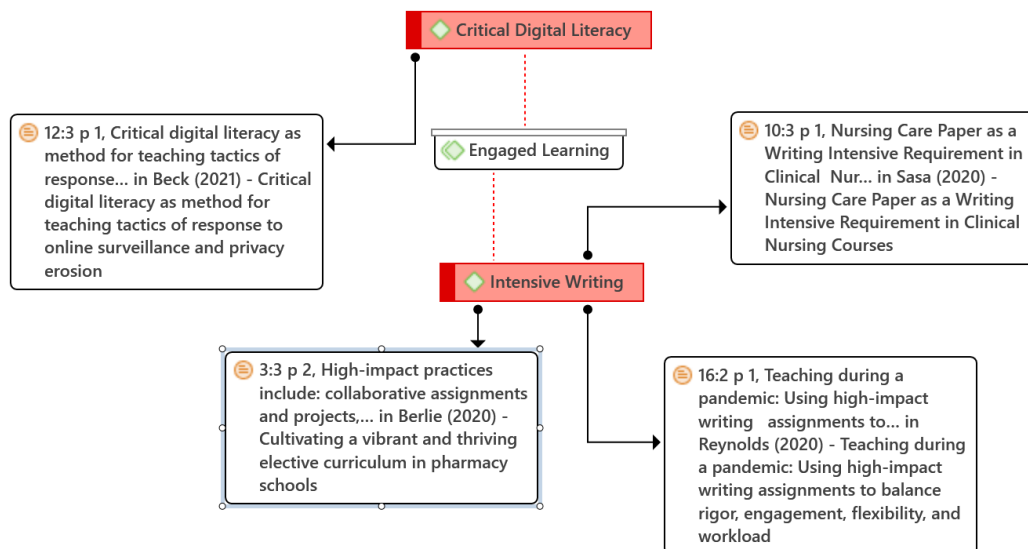 Critical Digital Literacy
12:3 p 1, Critical digital literacy as
method for teaching tactics of
response... in Beck (2021) - Critical
digital literacy as method for
teaching tactics of response to
online surveillance and privacy
erosion
Engaged Learning
10:3 p 1, Nursing Care Paper as a
Writing Intensive Requirement in
Clinical  Nur... in Sasa (2020) -
Nursing Care Paper as a Writing
Intensive Requirement in Clinical
Nursing Courses
Intensive Writing
3:3 p 2, High-impact practices
include: collaborative assignments
and projects,... in Berlie (2020) -
Cultivating a vibrant and thriving
elective curriculum in pharmacy
schools
16:2 p 1, Teaching during a
pandemic: Using high-impact
writing   assignments to... in
Reynolds (2020) - Teaching during
a pandemic: Using high-impact
writing assignments to balance
rigor, engagement, flexibility, and
workload